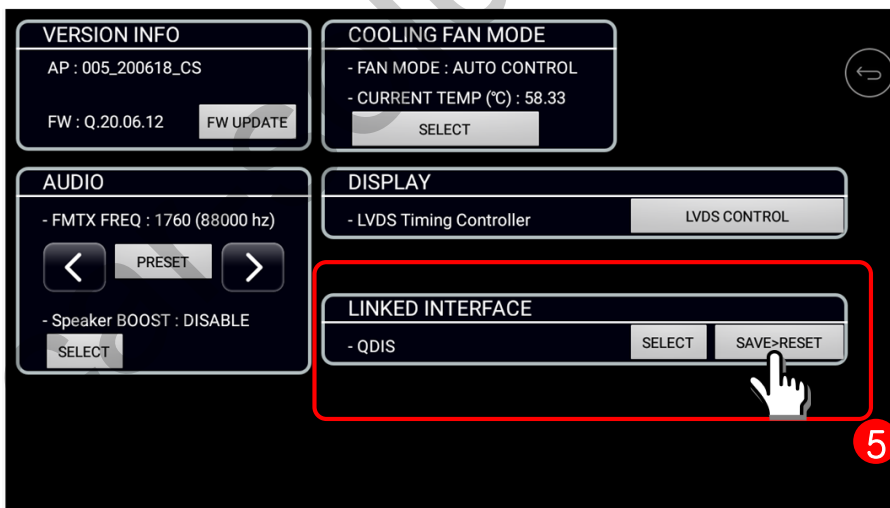 VERSION INFO
AP : 005_200618_CS
FW : Q.20.06.12
FW UPDATE
COOLING FAN MODE
- FAN MODE : AUTO CONTROL
- CURRENT TEMP (℃) : 58.33
SELECT
AUDIO
- FMTX FREQ : 1760 (88000 hz)
PRESET
- Speaker BOOST : DISABLE
SELECT
DISPLAY
- LVDS Timing Controller
LVDS CONTROL
LINKED INTERFACE
- QDIS
SELECT
SAVE>RESET
5